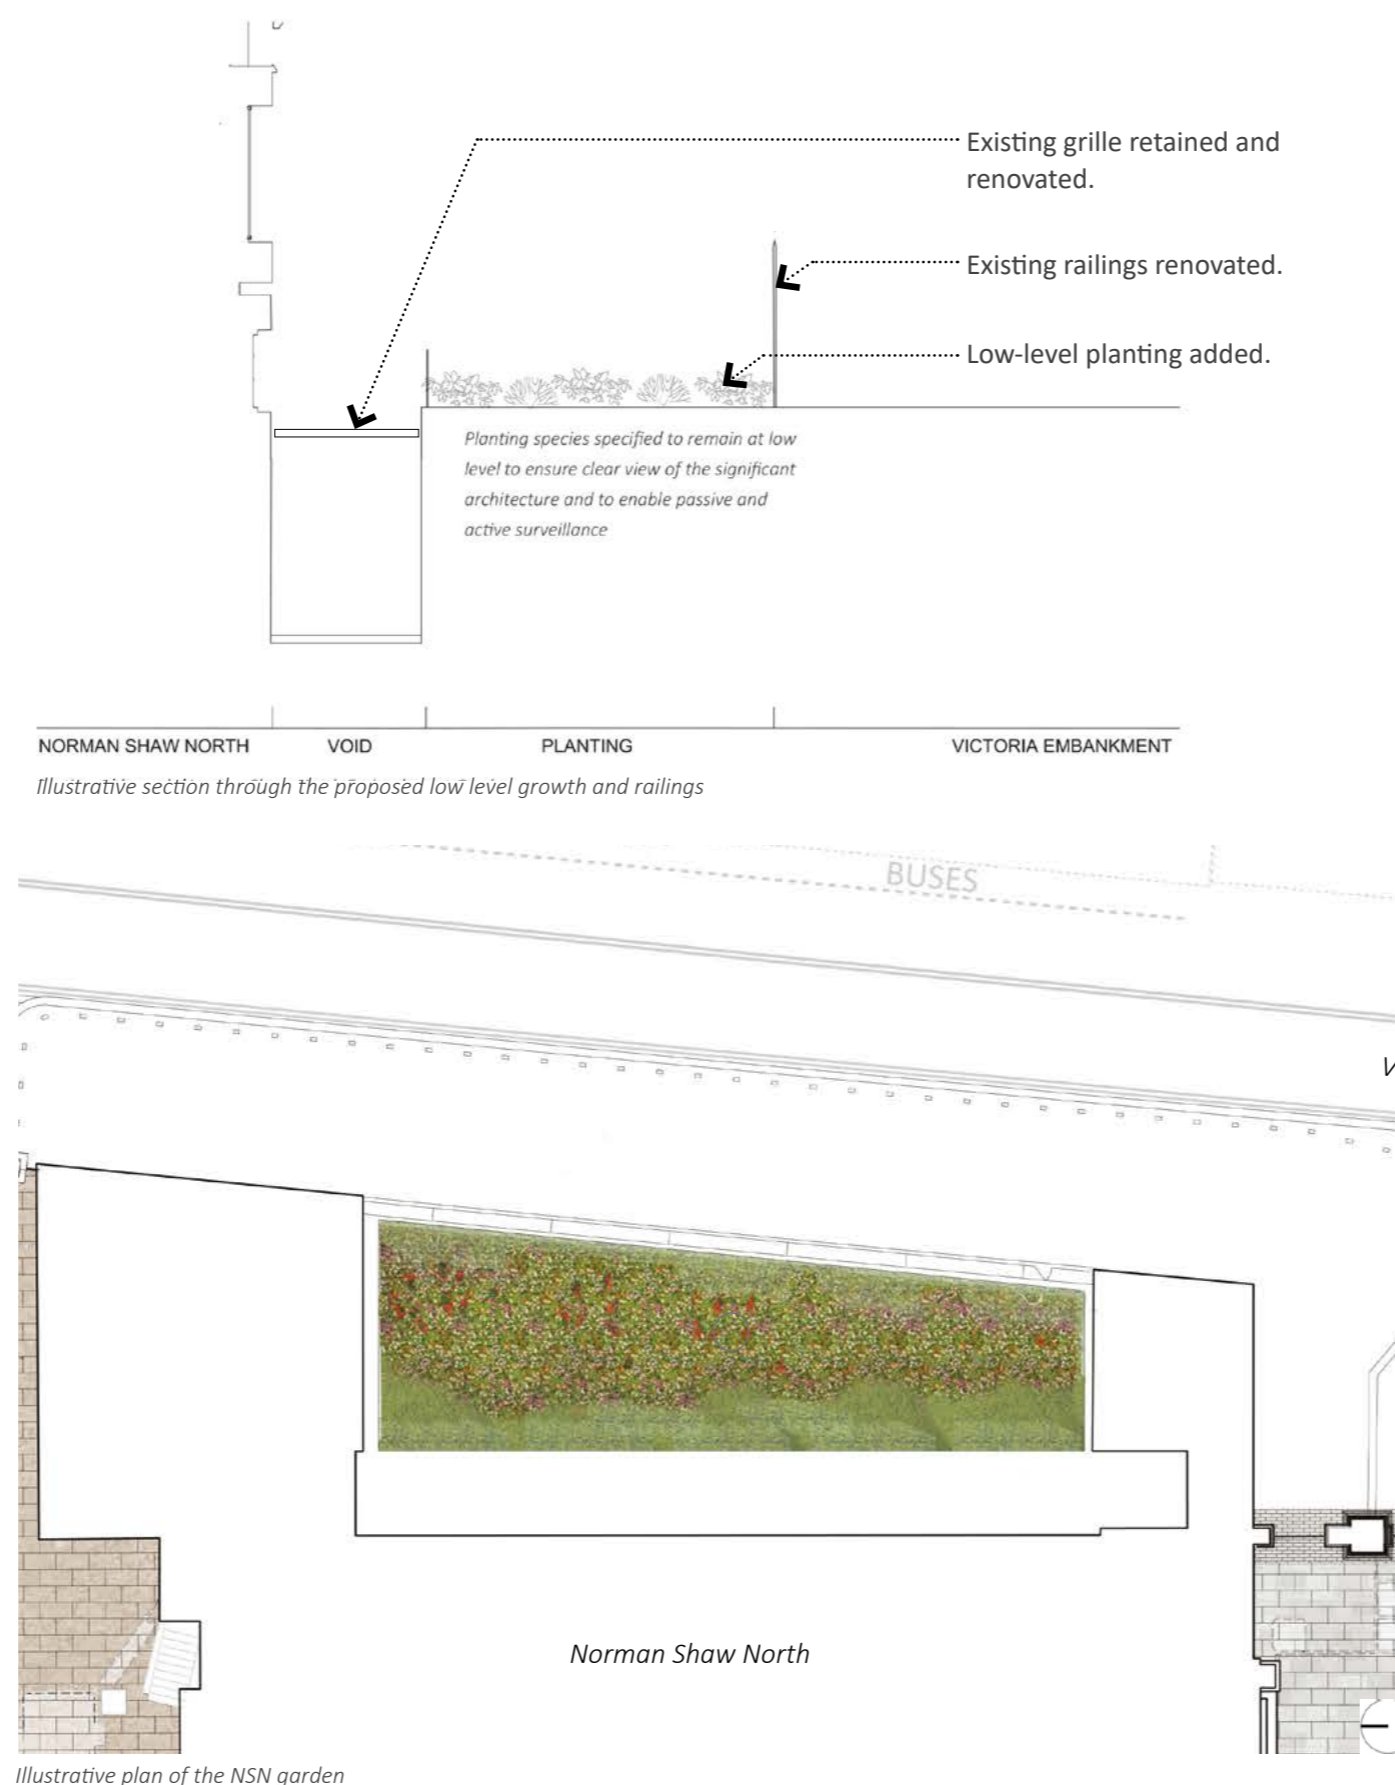 Existing grille retained and
renovated.
Existing railings renovated.
Low-level planting added.
Planting species specified to remain at low
level to ensure clear view of the significant
architecture and to enable passive and
active surveillance
NORMAN SHAW NORTH VOID PLANTING VICTORIA EMBANKMENT
Illustrative section through the proposed low level growth and railings
BUSES
V
Norman Shaw North
Illustrative plan of the NSN garden